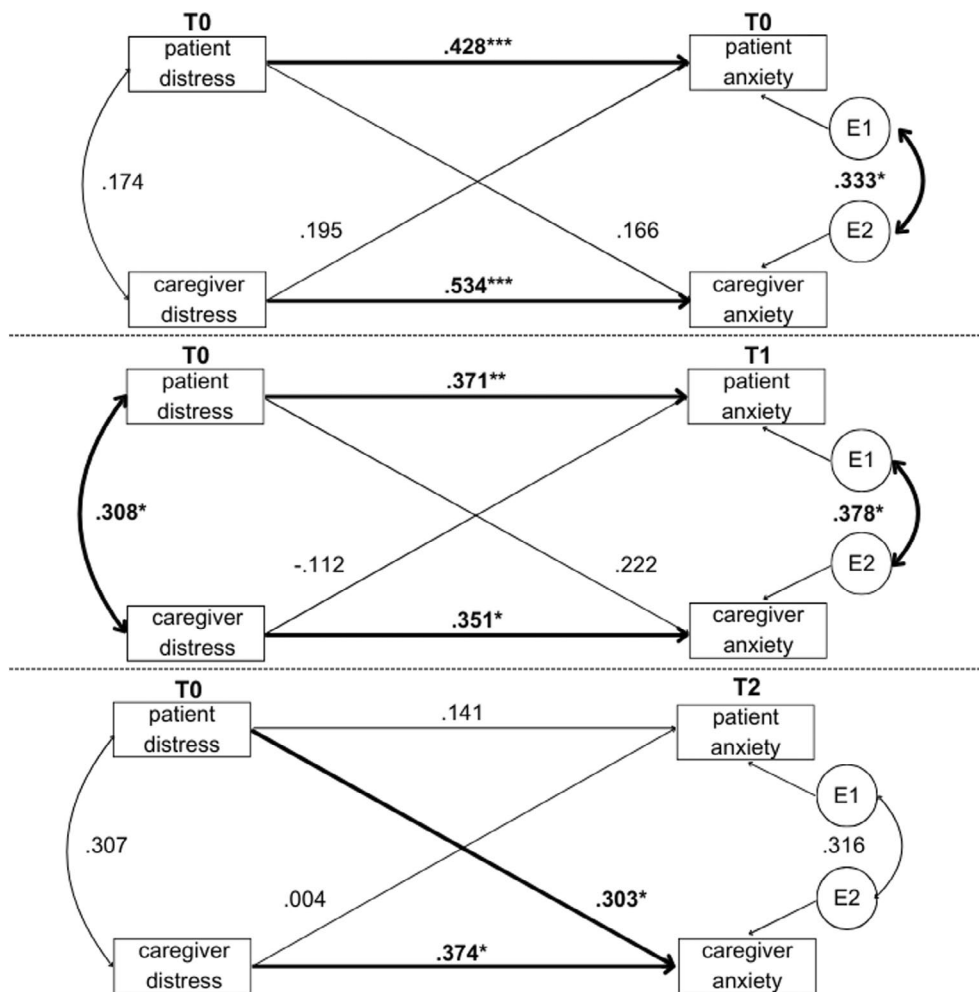 T0 T0
patient
distress
.428***
patient
anxiety
E1
.174
.333*
.195
.166
E2
caregiver
distress
.534***
caregiver
anxiety
T0 T1
patient
distress
.371**
patient
anxiety
E1
.308*
.378*
-.112
.222
E2
caregiver
distress
.351*
caregiver
anxiety
T0 T2
patient
distress
.141
patient
anxiety
E1
.307
.316
.004
.303*
E2
caregiver
distress
.374*
caregiver
anxiety